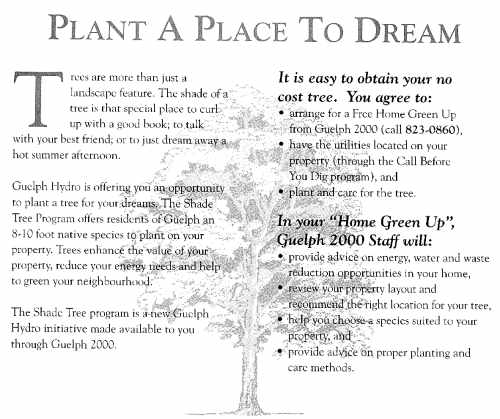 PLANT A PLACE TO DREAM
Trees are more than just a
landscape feature. The shade of a
tree is that special place to curl
up with a good book; to talk
with your best friend; or to just dream away a
hot summer afternoon.
Guelph Hydro is offering you an opportunity
to plant a tree for your dreams. The Shade
Tree Program offers residents of Guelph an
8-10 foot native species to plant on your
property. Trees enhance the value of your
property, reduce your energy needs and help
to green your neighbourhood.
The Shade Tree program is a new Guelph
Hydro initiative made available to you
through Guelph 2000.
It is easy to obtain your no
cost tree. You agree to:
• arrange for a Free Home Green Up
from Guelph 2000 (call 823-0860),
• have the utilities located on your
property (through the Call Before
You Dig program), and
• plant and care for the tree.
In your "Home Green Up",
Guelph 2000 Staff will:
• provide advice on energy, water and waste
reduction opportunities in your home,
• review your property layout and
recommend the right location for your tree,
• help you choose a species suited to your
property, and
• provide advice on proper planting and
care methods.